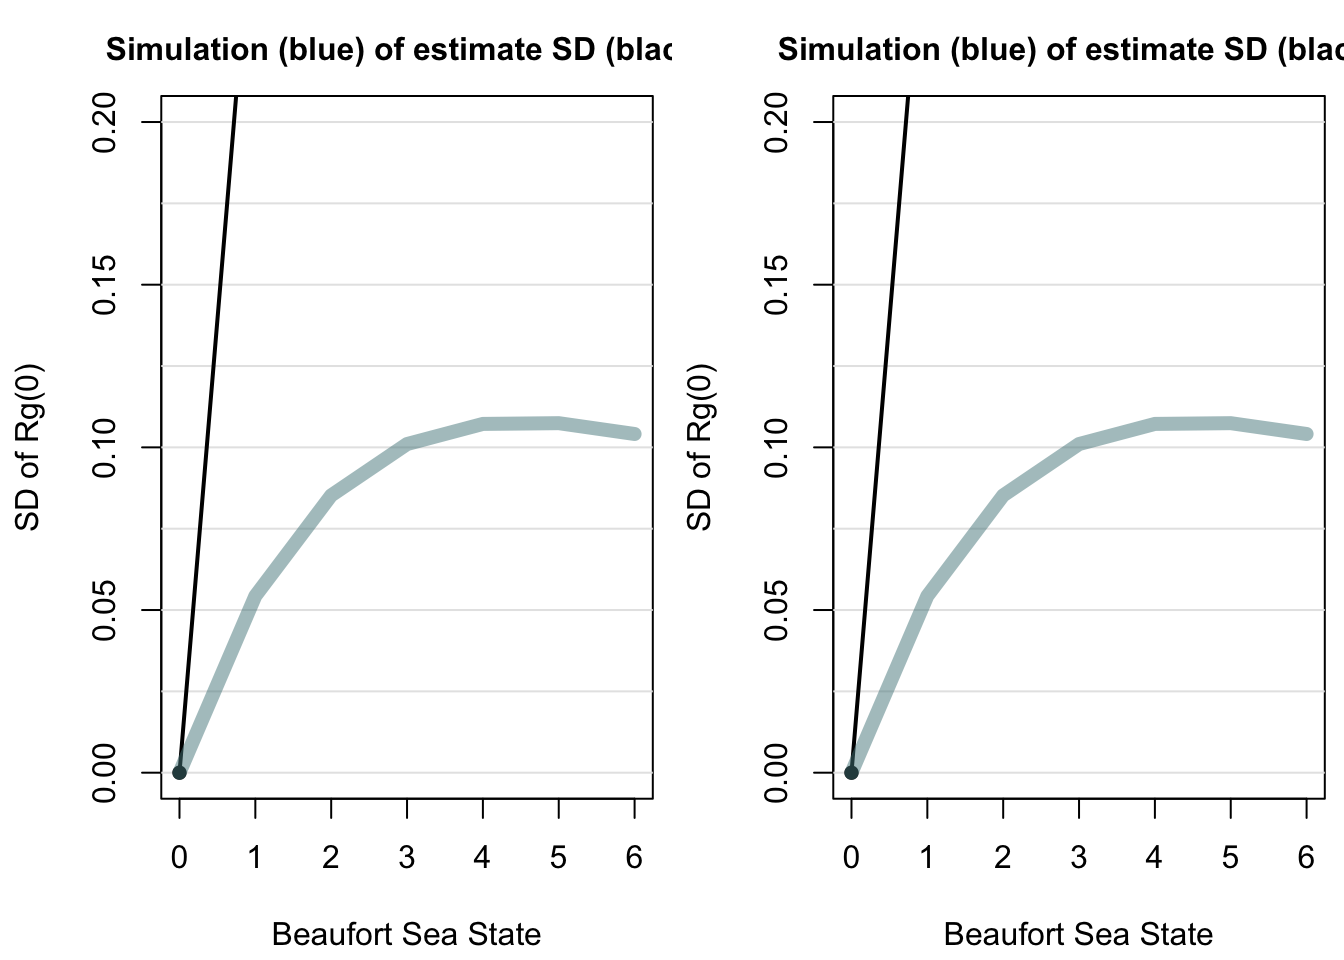 Simulation (blue) of estimate SD (blac
0.20
0.15
0.10
0.05
0.00
SD of Rg(0)
0 1 2 3 4 5 6
Beaufort Sea State
Simulation (blue) of estimate SD (blac
0.20
0.15
0.10
0.05
0.00
SD of Rg(0)
0 1 2 3 4 5 6
Beaufort Sea State